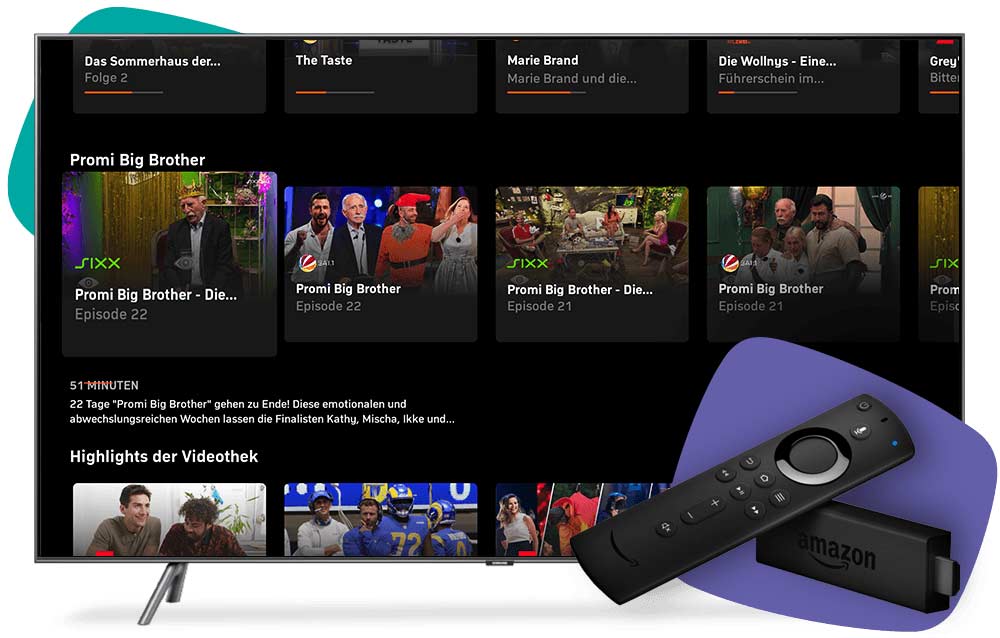 Das Sommerhaus der...
Folge 2
The Taste
Marie Brand
Marie Brand und die...
Die Wollnys - Eine...
Führerschein im...
Grey'
Bitte
Promi Big Brother
sixx
Promi Big Brother - Die...
Episode 22
SAT.1
Promi Big Brother
Episode 22
sixx
Promi Big Brother - Die...
Episode 21
SAT.1
Promi Big Brother
Episode 21
Prom
Episo
51 MINUTEN
22 Tage "Promi Big Brother" gehen zu Ende! Diese emotionalen und
abwechslungsreichen Wochen lassen die Finalisten Kathy, Mischa, Ikke und...
Highlights der Videothek
72
SAMSUNG
amazon